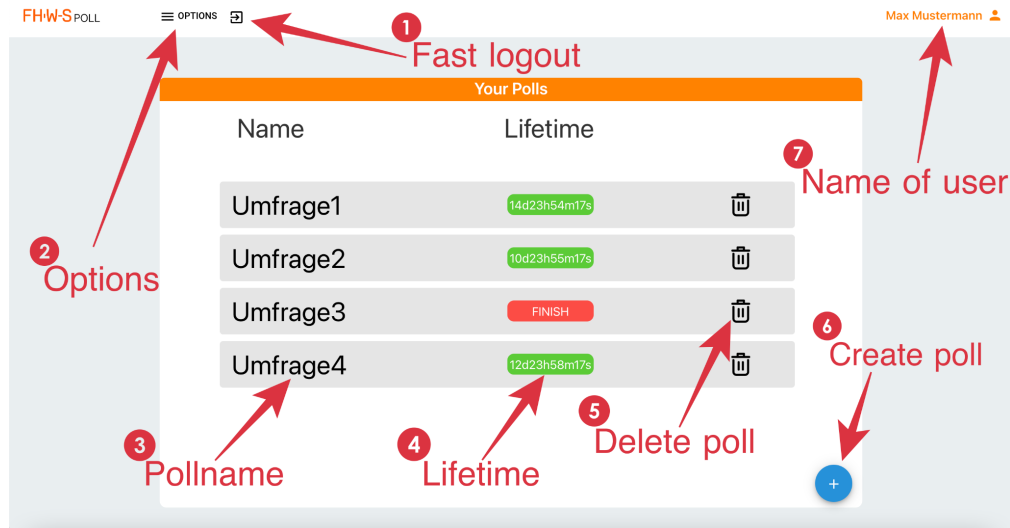 FH·W-S POLL
OPTIONS
Max Mustermann
1
Fast logout
Your Polls
Name Lifetime
7
Name of user
Umfrage1 14d23h54m17s
2
Options
Umfrage2 10d23h55m17s
Umfrage3 FINISH
6
Create poll
Umfrage4 12d23h58m17s
5
Delete poll
3
Pollname
4
Lifetime
+